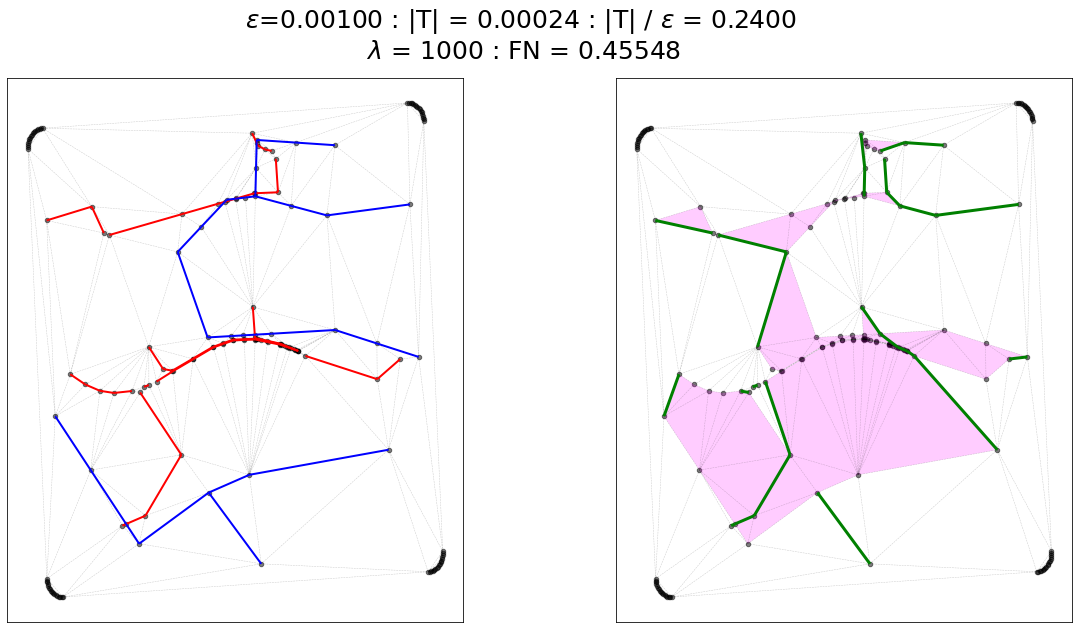 ε=0.00100 : |T| = 0.00024 : |T| / ε = 0.2400
λ = 1000 : FN = 0.45548